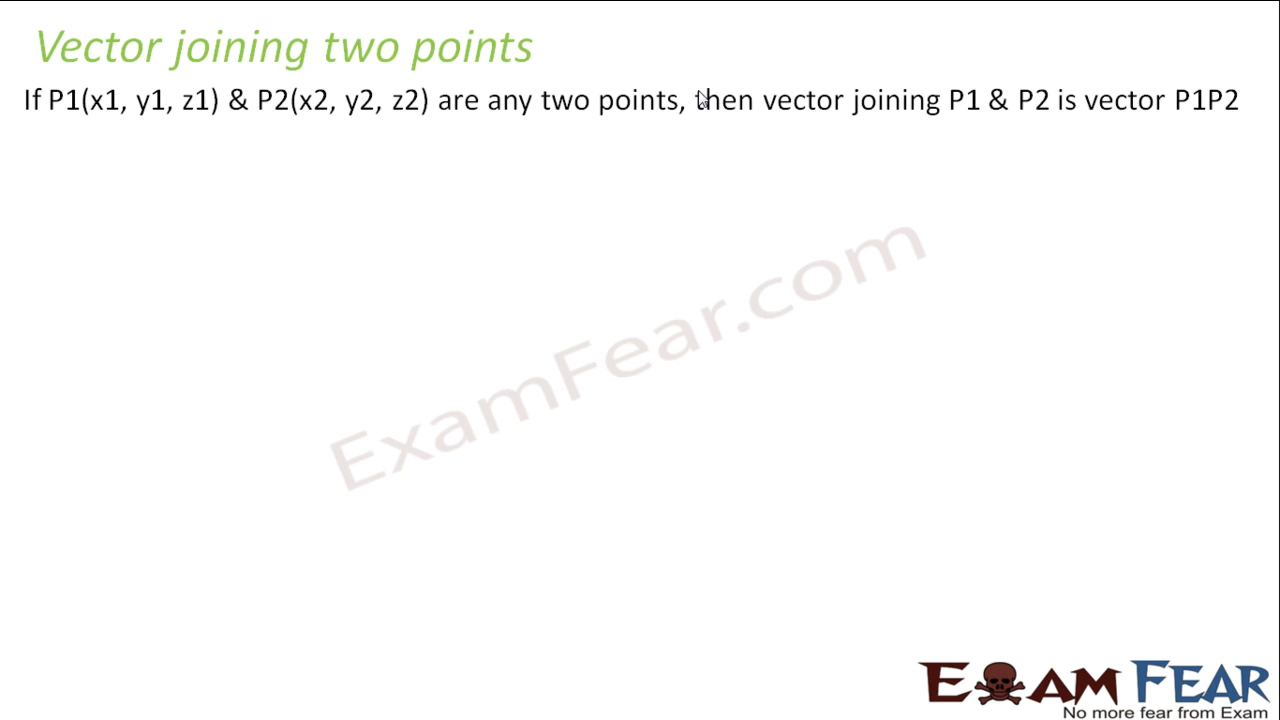 Vector joining two points
If P1(x1, y1, z1) & P2(x2, y2, z2) are any two points, then vector joining P1 & P2 is vector P1P2
ExamFear.com
EXAM FEAR
No more fear from Exam